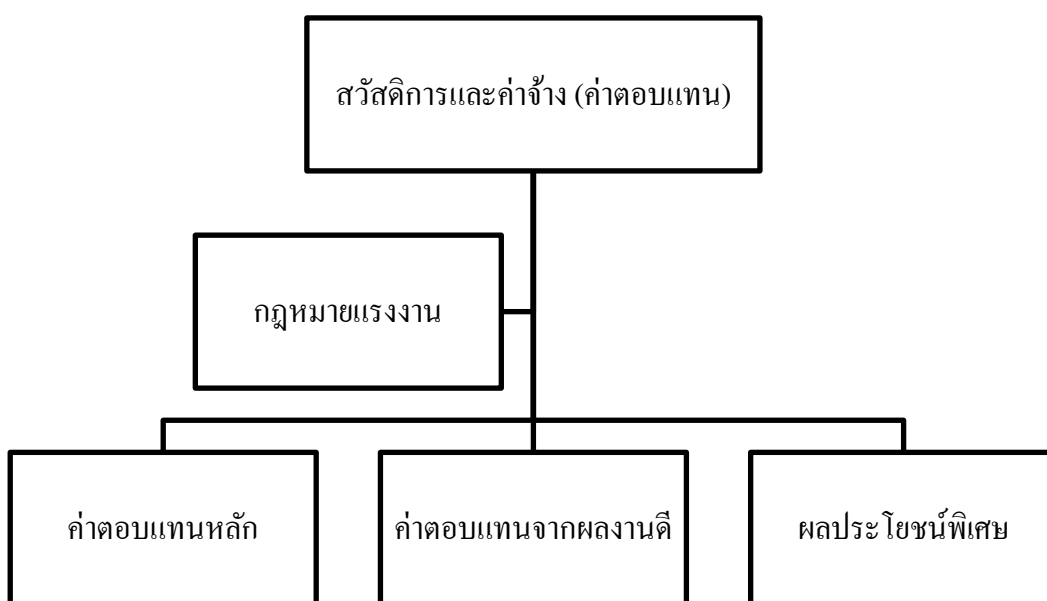 สวัสดิการและค่าจ้าง (ค่าตอบแทน)
กฎหมายแรงงาน
ค่าตอบแทนหลัก
ค่าตอบแทนจากผลงานดี
ผลประโยชน์พิเศษ